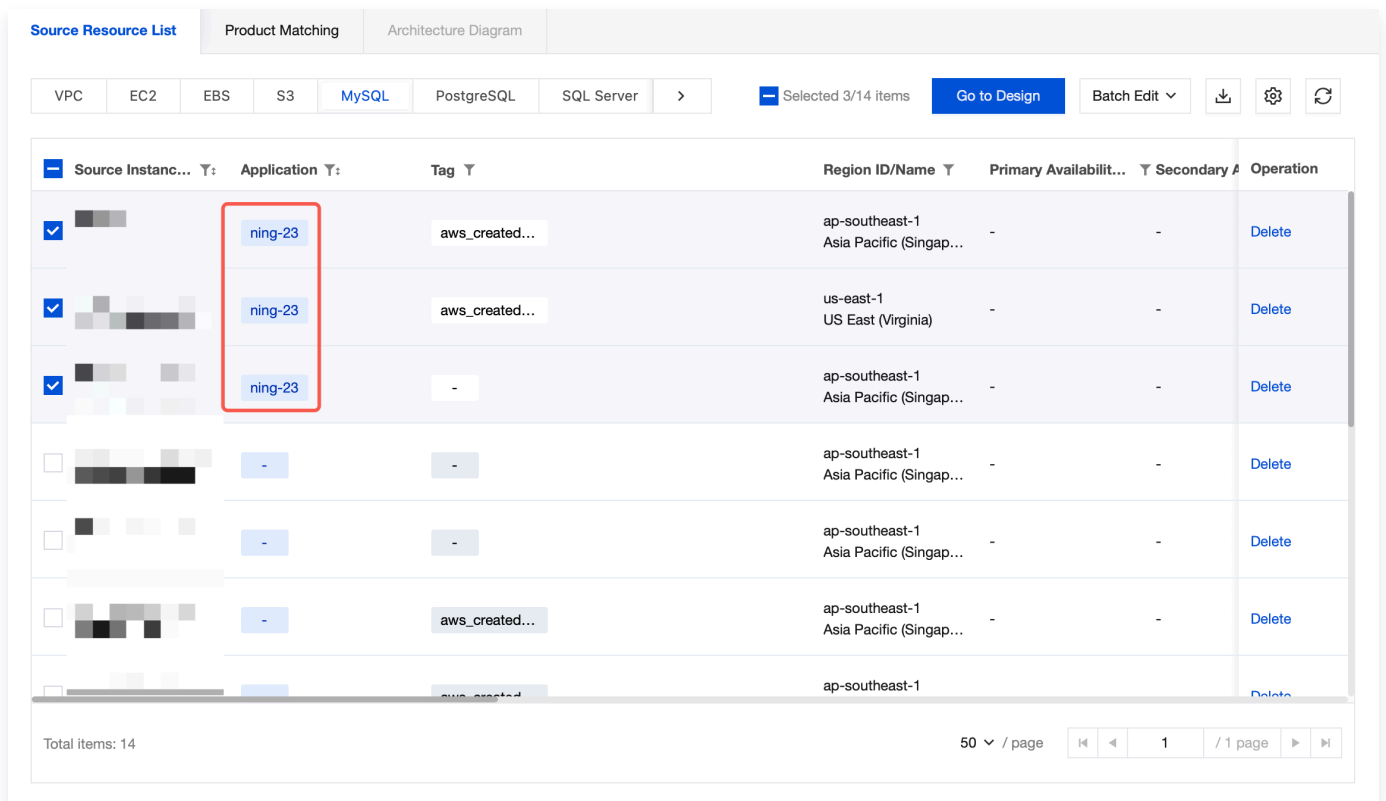 Source Resource List Product Matching Architecture Diagram
VPC EC2 EBS S3 MySQL PostgreSQL SQL Server Selected 3/14 items Go to Design Batch Edit
Source Instanc... Application Tag Region ID/Name Primary Availabilit... Secondary A Operation
ap-southeast-1
ning-23 aws_created... - - Delete
Asia Pacific (Singap...
us-east-1
ning-23 aws_created... - - Delete
US East (Virginia)
ap-southeast-1
ning-23 - - - Delete
Asia Pacific (Singap...
ap-southeast-1
- - - - Delete
Asia Pacific (Singap...
ap-southeast-1
- - - - Delete
Asia Pacific (Singap...
ap-southeast-1
- aws_created... - - Delete
Asia Pacific (Singap...
ap-southeast-1
aws_created Delete
Total items: 14 50 / page 1 / 1 page